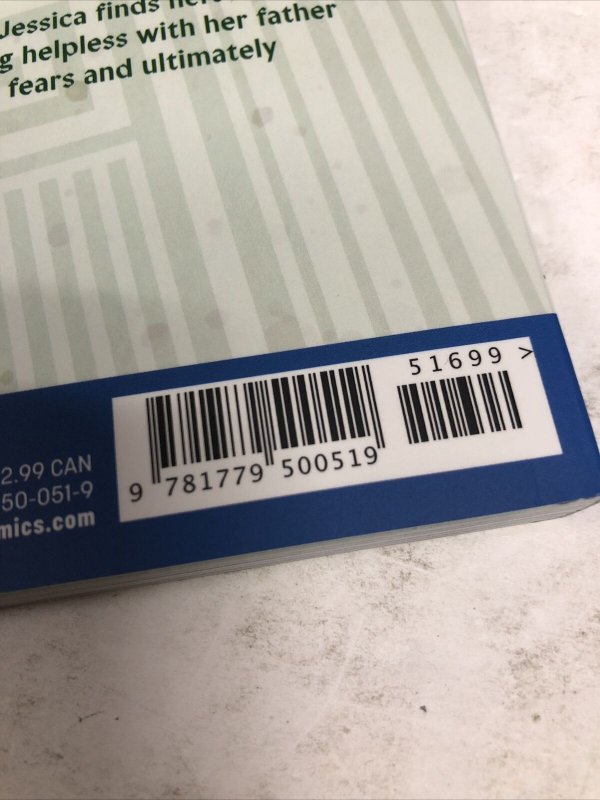 Jessica finds
g helpless with her father
fears and ultimately
51699 >
9 781779 500519
2.99 CAN
50-051-9
mics.com